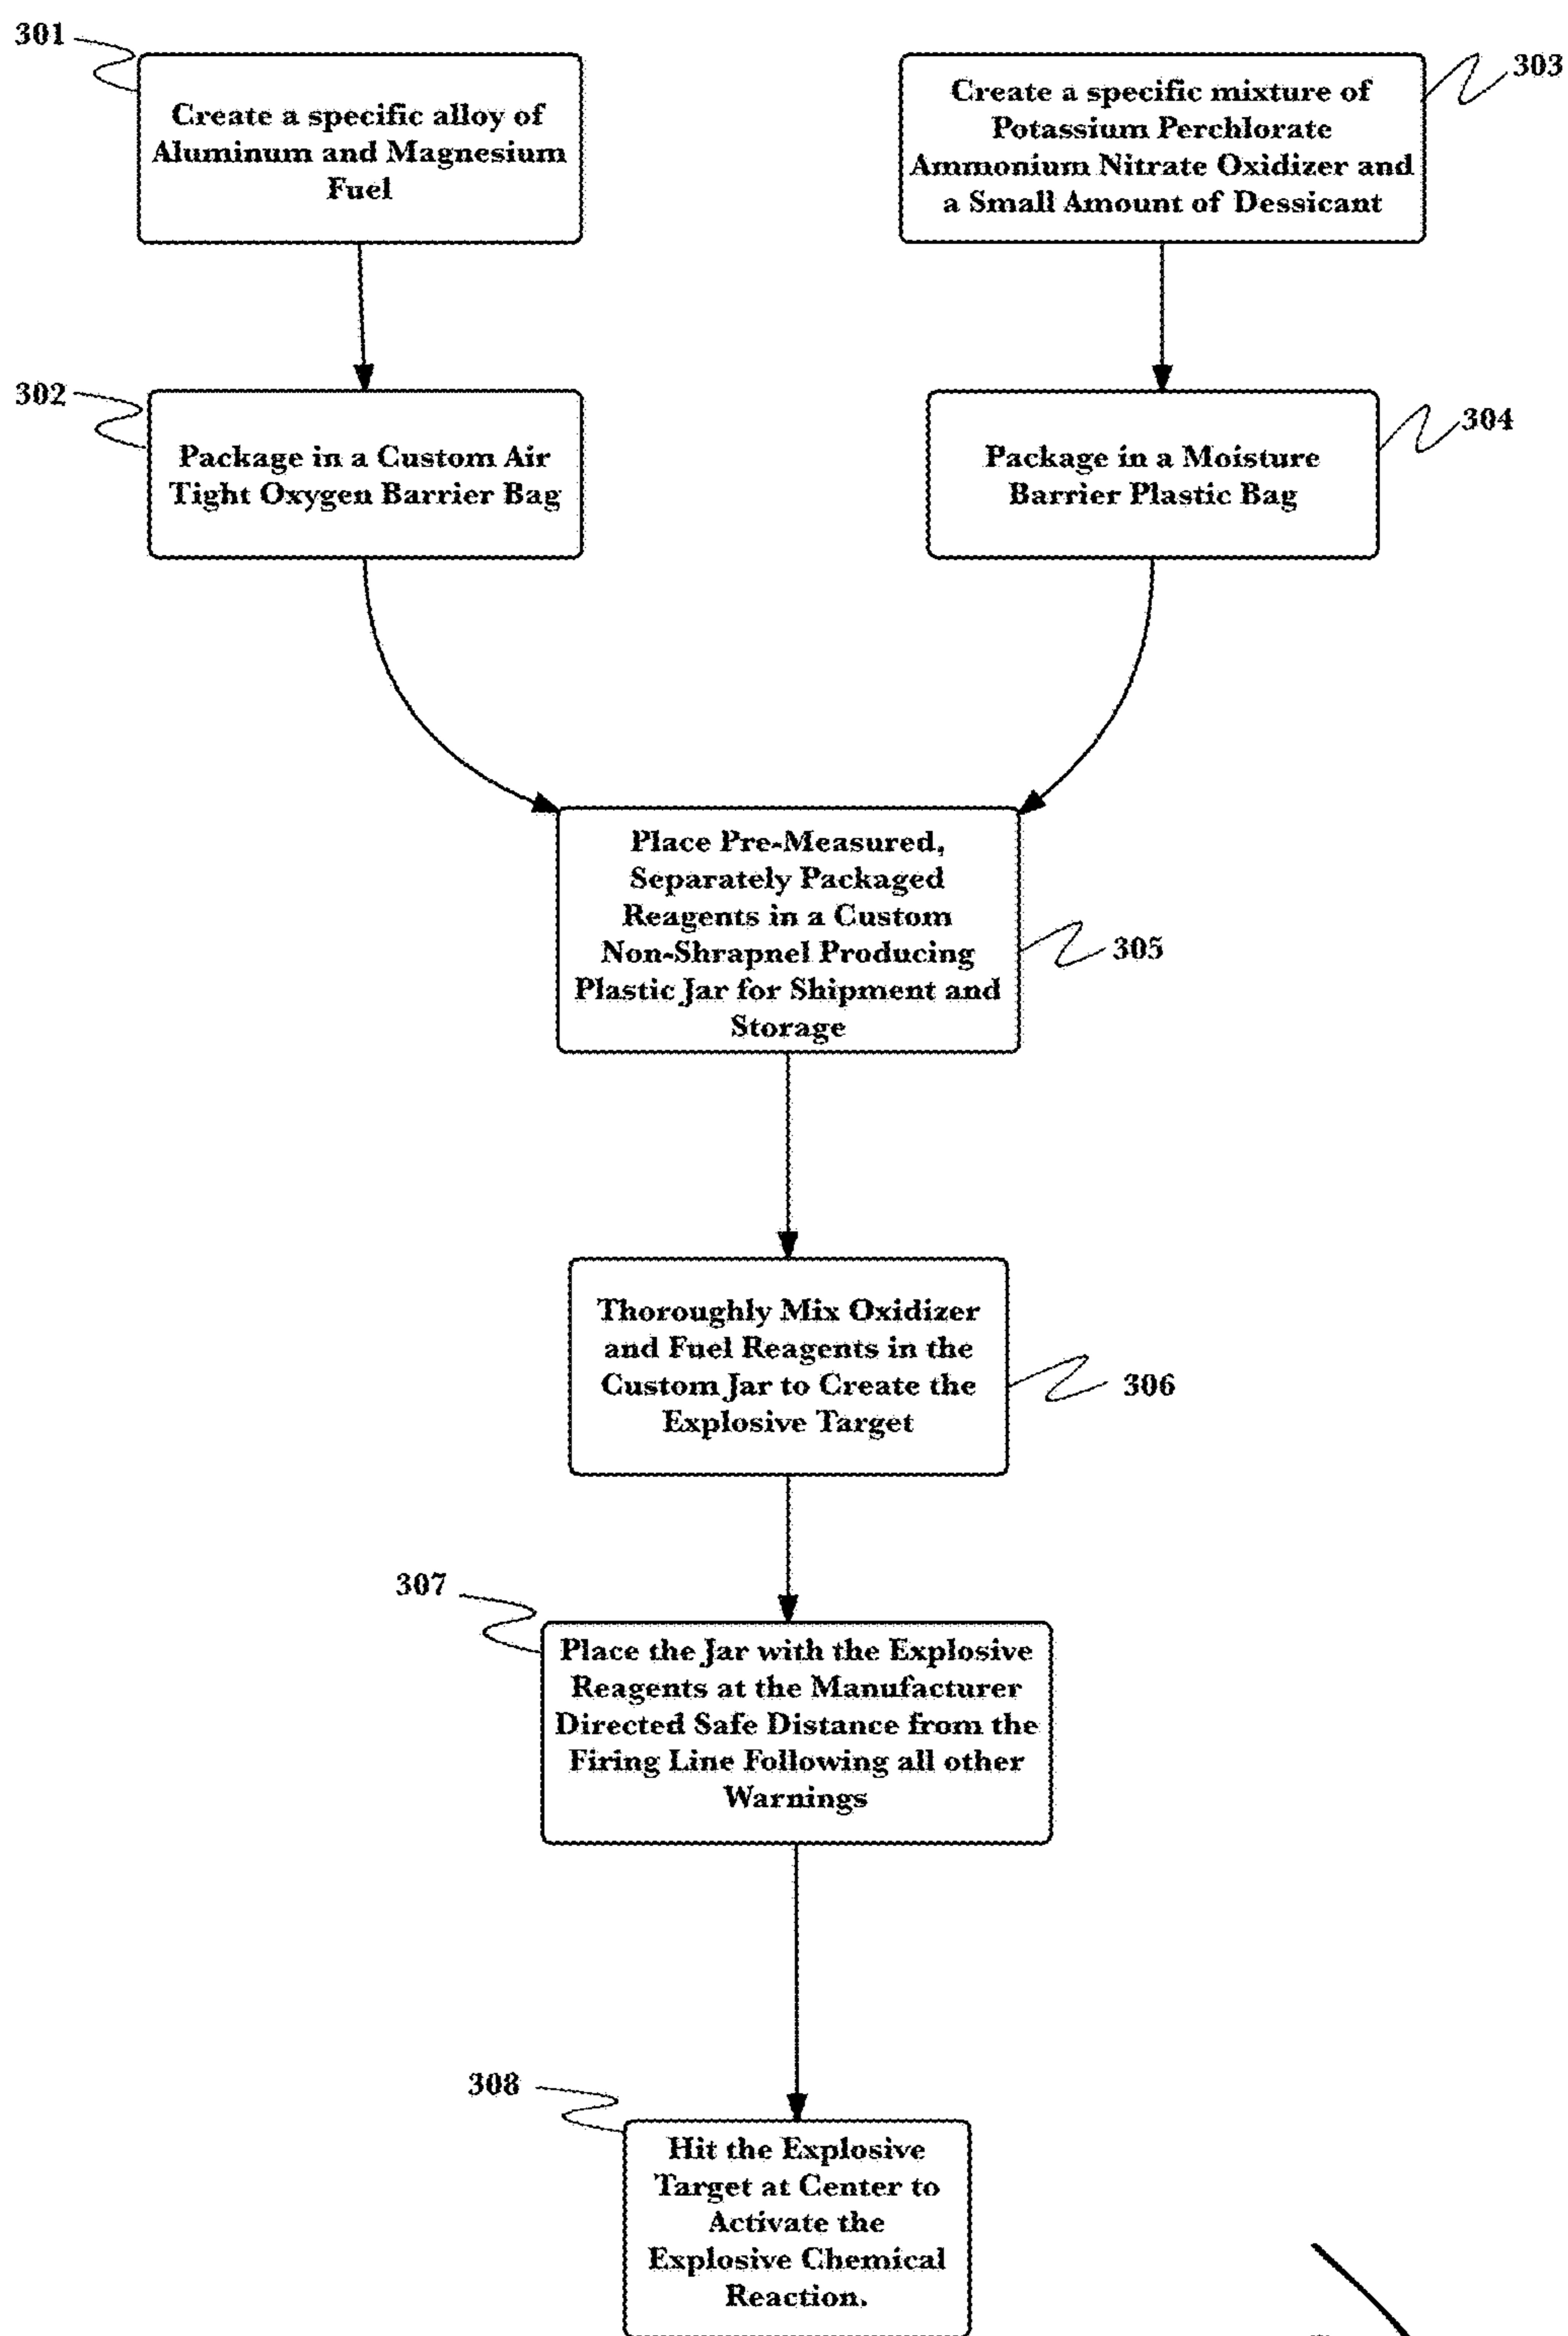 301
Create a specific alloy of
Aluminum and Magnesium
Fuel
303
Create a specific mixture of
Potassium Perchlorate
Ammonium Nitrate Oxidizer and
a Small Amount of Dessicant
302
Package in a Custom Air
Tight Oxygen Barrier Bag
304
Package in a Moisture
Barrier Plastic Bag
Place Pre-Measured,
Separately Packaged
Reagents in a Custom
Non-Shrapnel Producing
Plastic Jar for Shipment and
Storage
305
Thoroughly Mix Oxidizer
and Fuel Reagents in the
Custom Jar to Create the
Explosive Target
306
307
Place the Jar with the Explosive
Reagents at the Manufacturer
Directed Safe Distance from the
Firing Line Following all other
Warnings
308
Hit the Explosive
Target at Center to
Activate the
Explosive Chemical
Reaction.